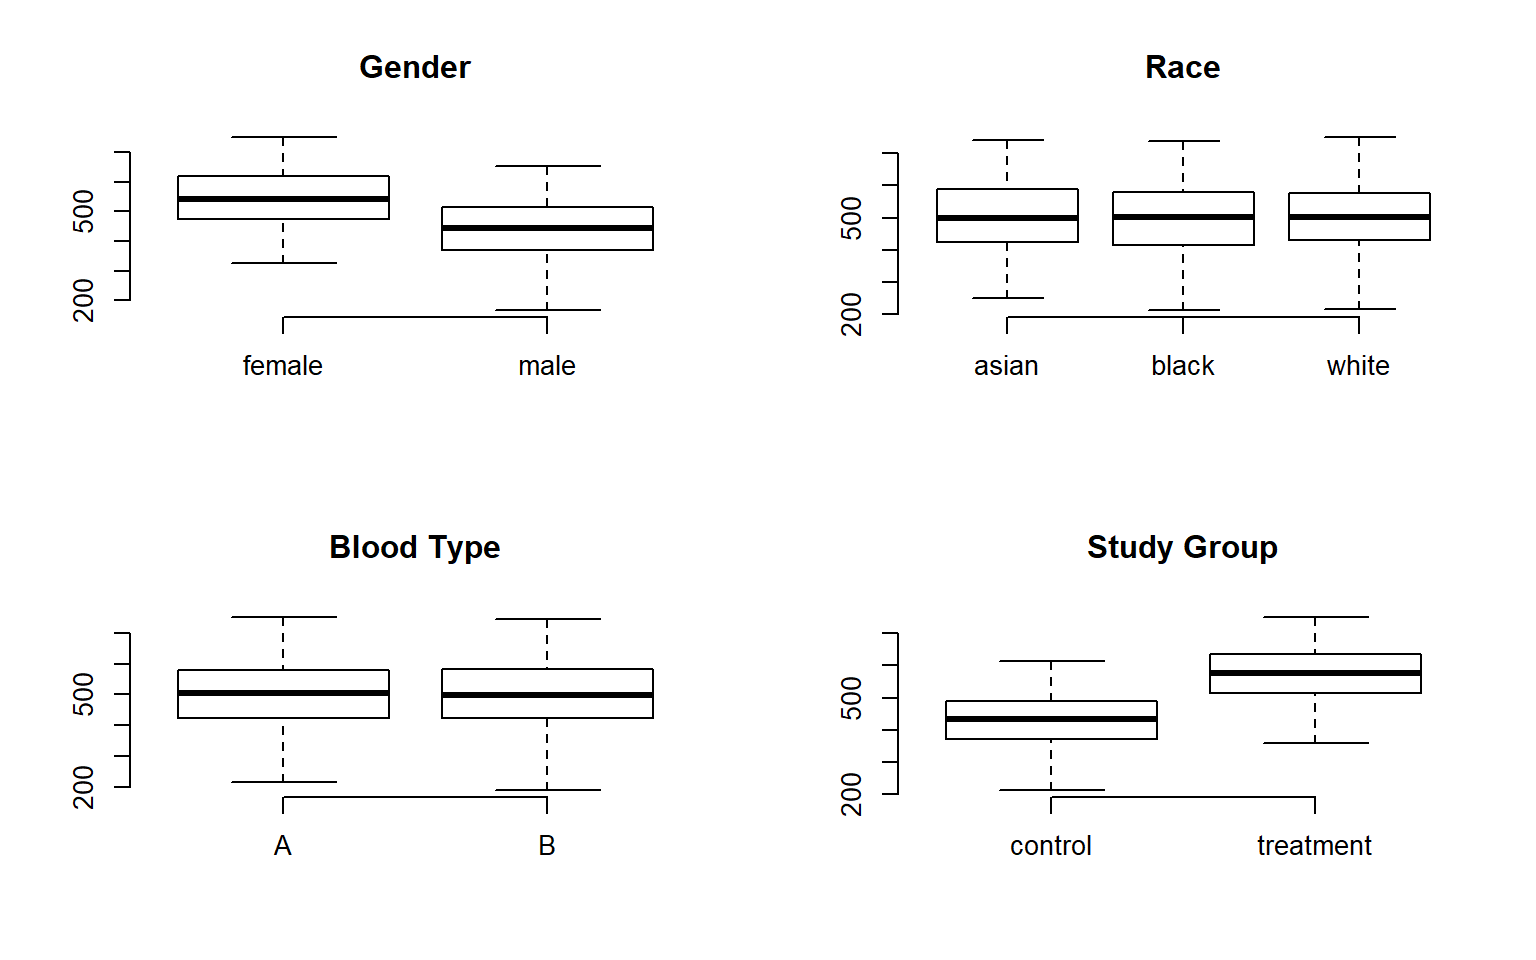 Gender
500
200
female male
Race
500
200
asian black white
Blood Type
500
200
A B
Study Group
500
200
control treatment